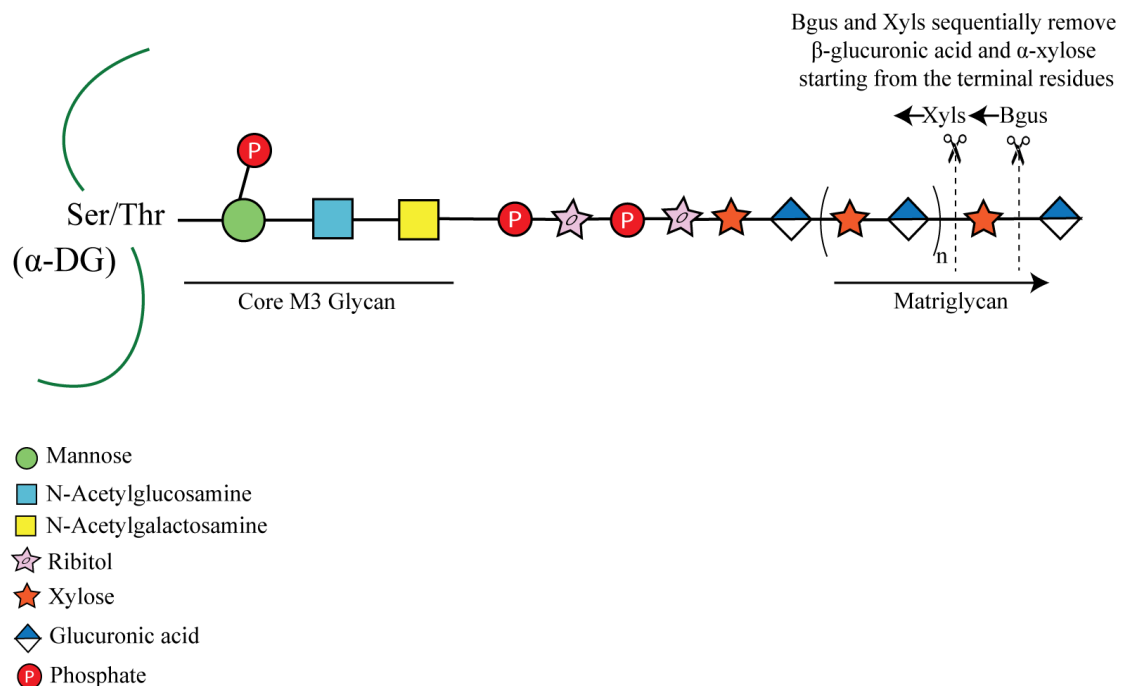 Bgus and Xyls sequentially remove
β-glucuronic acid and α-xylose
starting from the terminal residues
Xyls Bgus
P
Ser/Thr
(α-DG)
P P
n
Core M3 Glycan
Matriglycan
Mannose
N-Acetylglucosamine
N-Acetylgalactosamine
Ribitol
Xylose
Glucuronic acid
P Phosphate